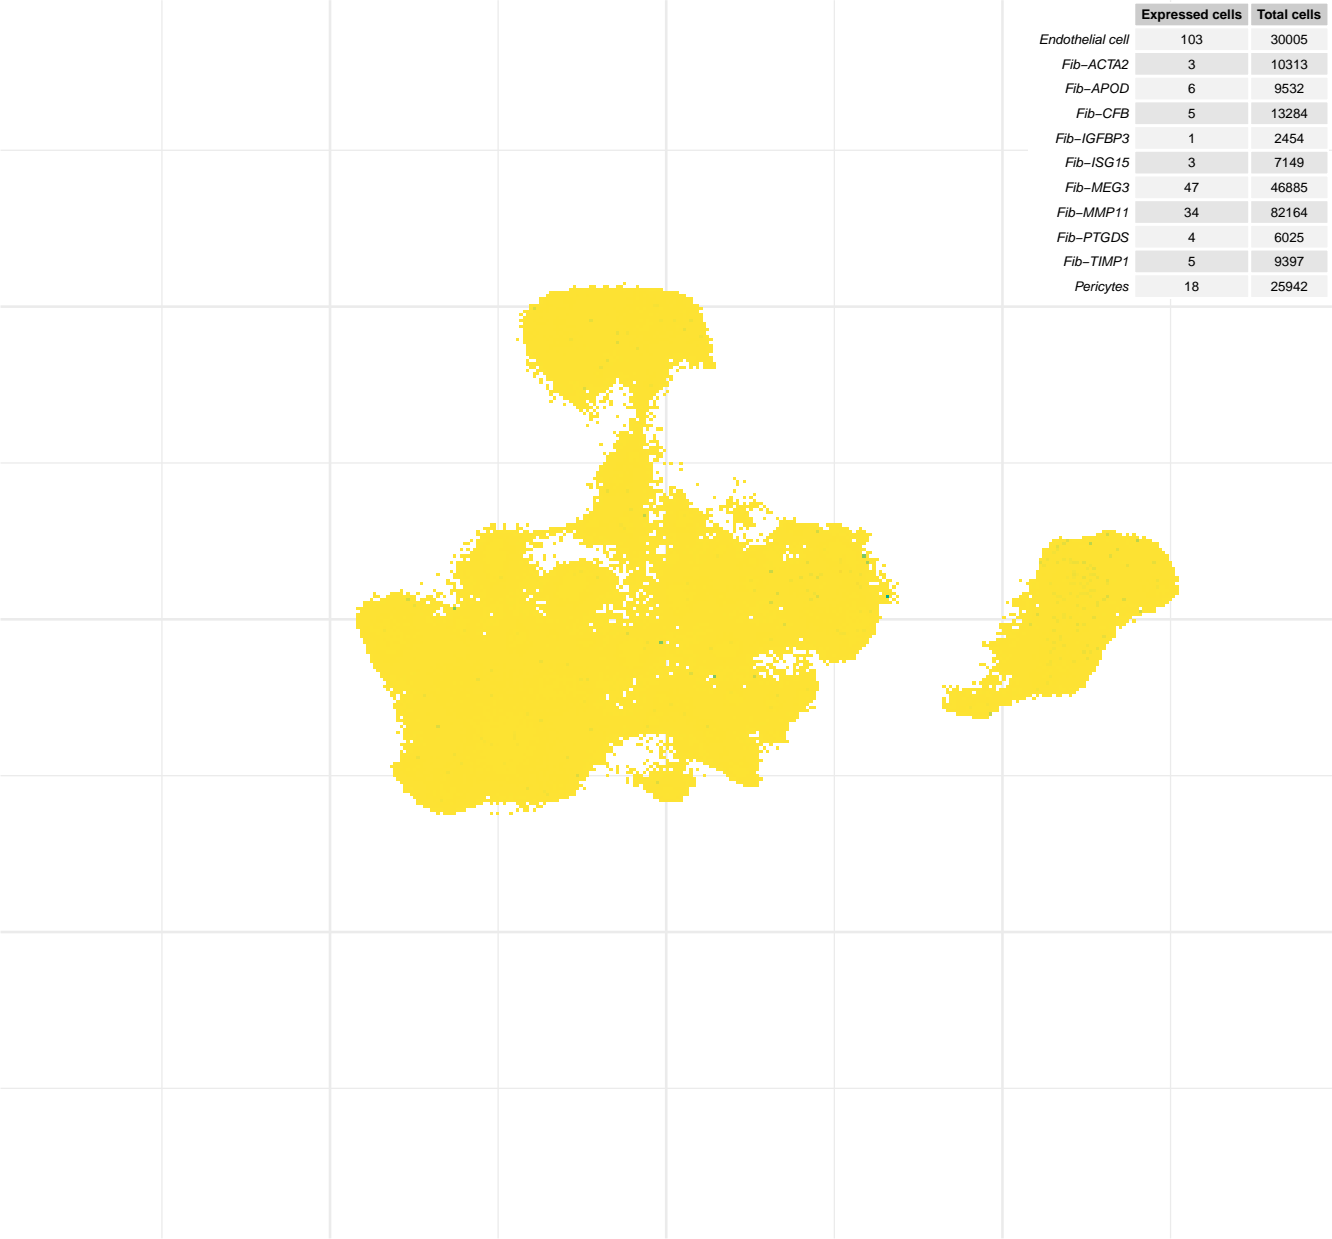 Expressed cells Total cells
Endothelial cell 103 30005
Fib−ACTA2 3 10313
Fib−APOD 6 9532
Fib−CFB 5 13284
Fib−IGFBP3 1 2454
Fib−ISG15 3 7149
Fib−MEG3 47 46885
Fib−MMP11 34 82164
Fib−PTGDS 4 6025
Fib−TIMP1 5 9397
Pericytes 18 25942